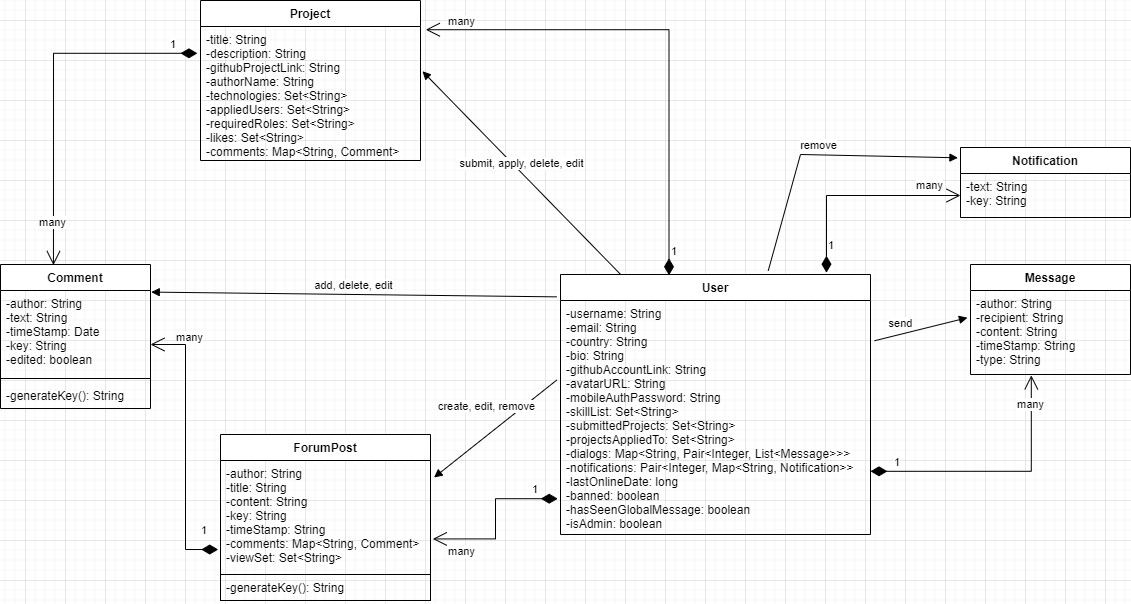 Project
-title: String
-description: String
-githubProjectLink: String
-authorName: String
-technologies: Set<String>
-appliedUsers: Set<String>
-requiredRoles: Set<String>
-likes: Set<String>
-comments: Map<String, Comment>
many
1
many
submit, apply, delete, edit
remove
Notification
-text: String
-key: String
many
1
1
Comment
-author: String
-text: String
-timeStamp: Date
-key: String
-edited: boolean
-generateKey(): String
add, delete, edit
many
User
-username: String
-email: String
-country: String
-bio: String
-githubAccountLink: String
-avatarURL: String
-mobileAuthPassword: String
-skillList: Set<String>
-submittedProjects: Set<String>
-projectsAppliedTo: Set<String>
-dialogs: Map<String, Pair<Integer, List<Message>>>
-notifications: Pair<Integer, Map<String, Notification>>
-lastOnlineDate: long
-banned: boolean
-hasSeenGlobalMessage: boolean
-isAdmin: boolean
send
Message
-author: String
-recipient: String
-content: String
-timeStamp: String
-type: String
many
1
create, edit, remove
ForumPost
-author: String
-title: String
-content: String
-key: String
-timeStamp: String
-comments: Map<String, Comment>
-viewSet: Set<String>
-generateKey(): String
1
1
many